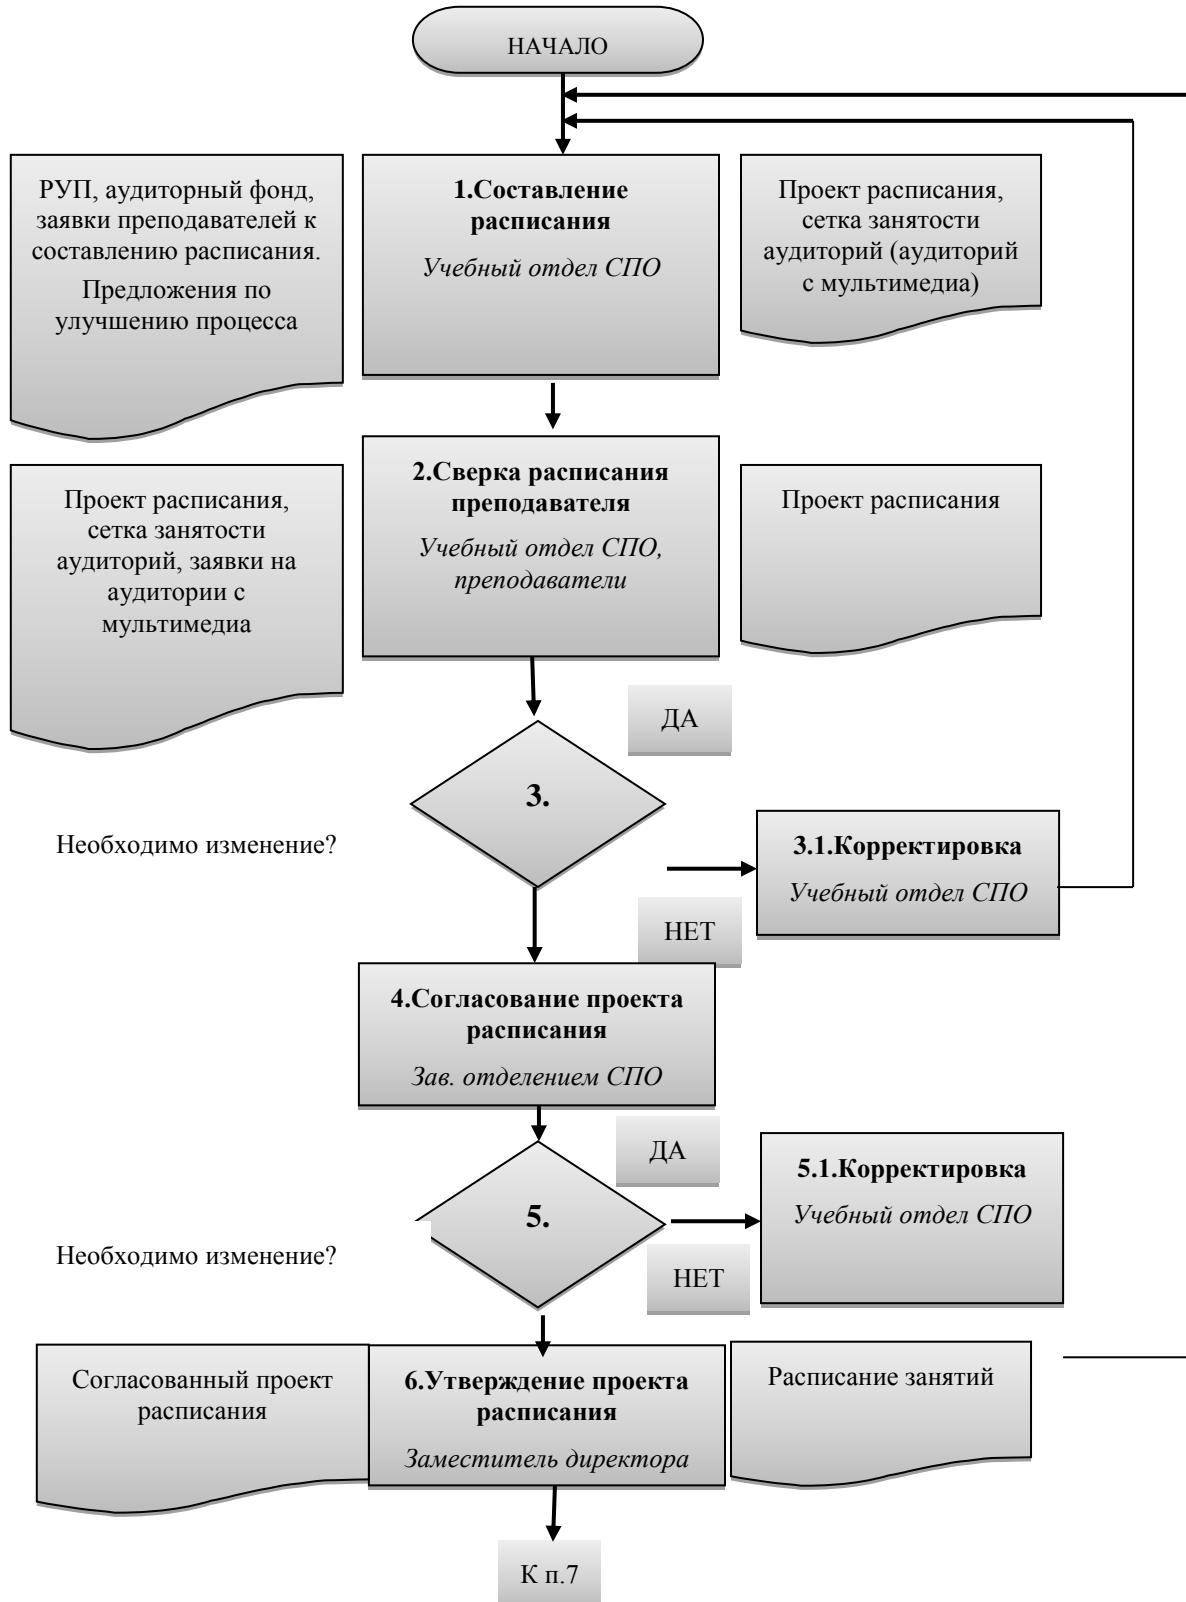 НАЧАЛО
РУП, аудиторный фонд,
заявки преподавателей к
составлению расписания.
Предложения по
улучшению процесса
1.Составление
расписания
Учебный отдел СПО
Проект расписания,
сетка занятости
аудиторий (аудиторий
с мультимедиа)
Проект расписания,
сетка занятости
аудиторий, заявки на
аудитории с
мультимедиа
2.Сверка расписания
преподавателя
Учебный отдел СПО,
преподаватели
Проект расписания
ДА
3.
Необходимо изменение?
3.1.Корректировка
Учебный отдел СПО
НЕТ
4.Согласование проекта
расписания
Зав. отделением СПО
ДА
5.
Необходимо изменение?
5.1.Корректировка
Учебный отдел СПО
НЕТ
Согласованный проект
расписания
6.Утверждение проекта
расписания
Заместитель директора
Расписание занятий
К п.7